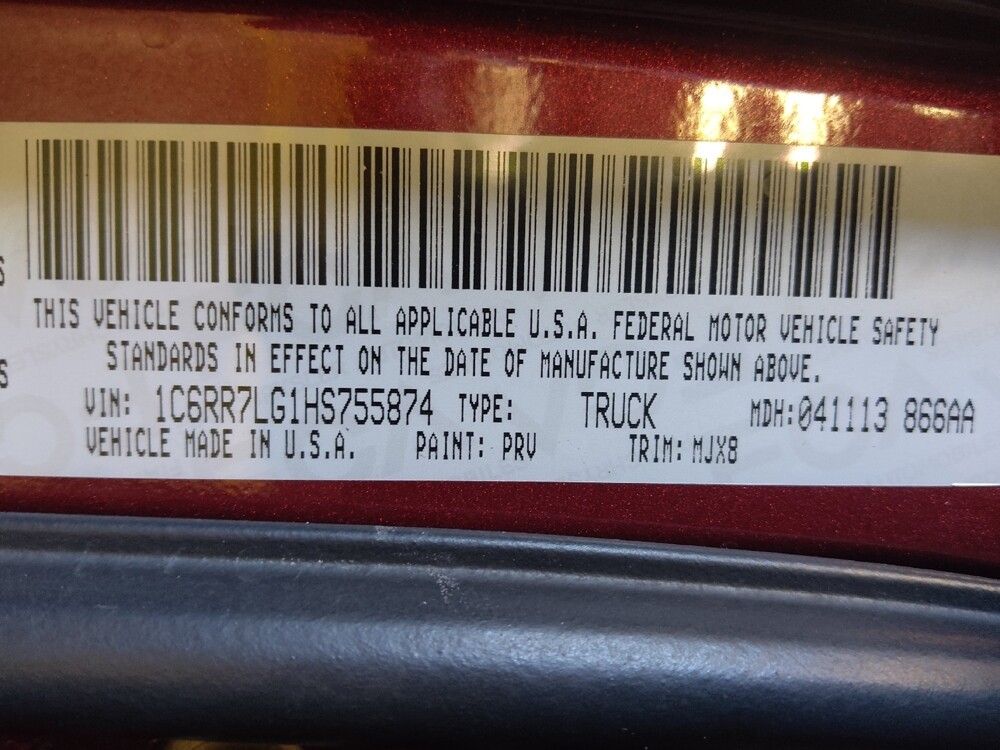 THIS VEHICLE CONFORMS TO ALL APPLICABLE U.S.A. FEDERAL MOTOR VEHICLE SAFETY
STANDARDS IN EFFECT ON THE DATE OF MANUFACTURE SHOWN ABOVE.
VIN: 1C6RR7LG1HS755874 TYPE: TRUCK MDH:041113 866AA
VEHICLE MADE IN U.S.A. PAINT: PRV TRIM: MJX8